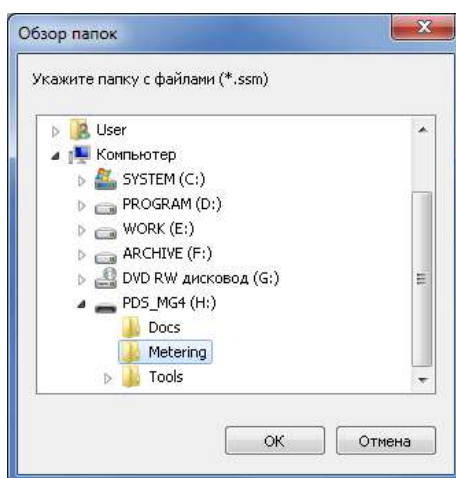 Обзор папок
Укажите папку с файлами (*.ssm)
User
Компьютер
SYSTEM (C:)
PROGRAM (D:)
WORK (E:)
ARCHIVE (F:)
DVD RW дисковод (G:)
PDS_MG4 (H:)
Docs
Metering
Tools
OK Отмена